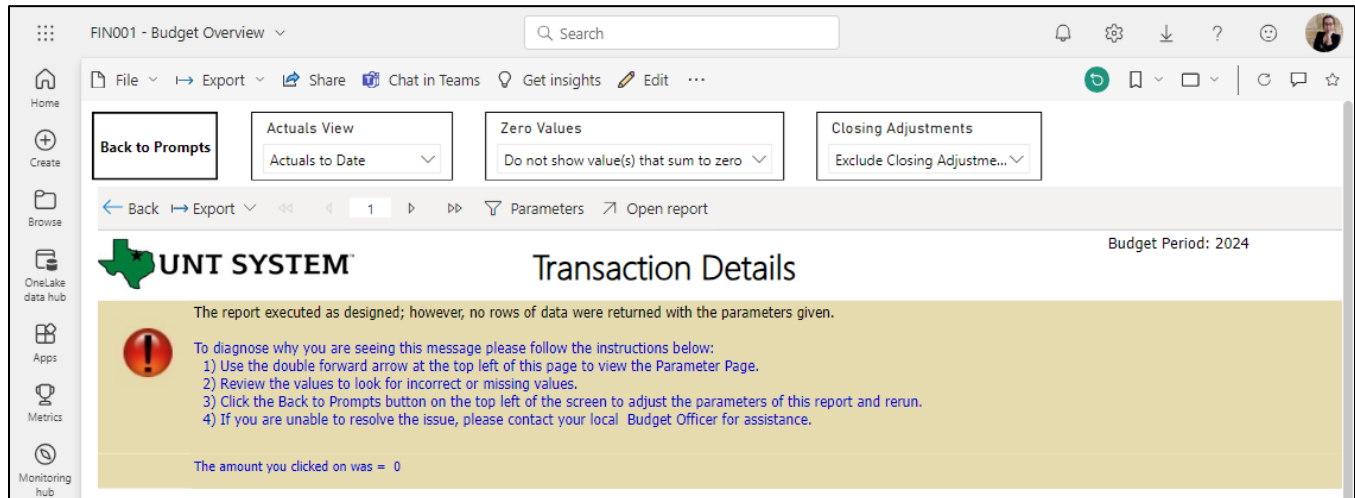 FIN001 - Budget Overview
Search
File
Export
Share
Chat in Teams
Get insights
Edit
Home
Create
Browse
OneLake
data hub
Apps
Metrics
Monitoring
hub
Back to Prompts
Actuals View
Actuals to Date
Zero Values
Do not show value(s) that sum to zero
Closing Adjustments
Exclude Closing Adjustme...
Back
Export
1
Parameters
Open report
UNT SYSTEM
Transaction Details
Budget Period: 2024
The report executed as designed; however, no rows of data were returned with the parameters given.
To diagnose why you are seeing this message please follow the instructions below:
1) Use the double forward arrow at the top left of this page to view the Parameter Page.
2) Review the values to look for incorrect or missing values.
3) Click the Back to Prompts button on the top left of the screen to adjust the parameters of this report and rerun.
4) If you are unable to resolve the issue, please contact your local Budget Officer for assistance.
The amount you clicked on was = 0